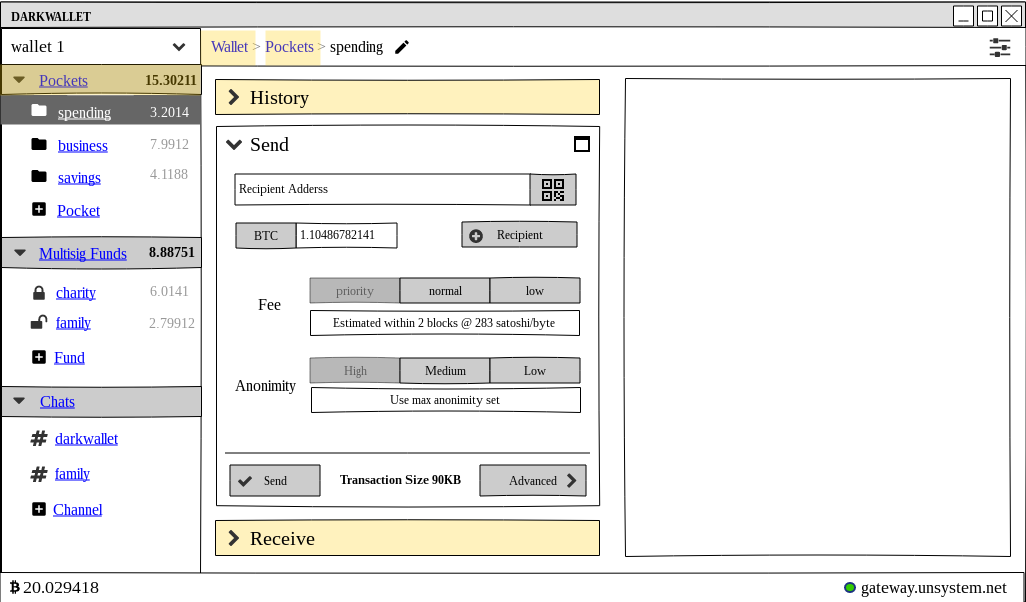 DARKWALLET
wallet 1
Wallet > Pockets > spending
Pockets 15.30211
spending 3.2014
business 7.9912
savings 4.1188
Pocket
Multisig Funds 8.88751
charity 6.0141
family 2.79912
Fund
Chats
# darkwallet
# family
Channel
History
Send
Recipient Adderss
BTC 1.10486782141 Recipient
Fee
priority normal low
Estimated within 2 blocks @ 283 satoshi/byte
Anonimity
High Medium Low
Use max anonimity set
Send Transaction Size 90KB Advanced
Receive
₿ 20.029418
gateway.unsystem.net